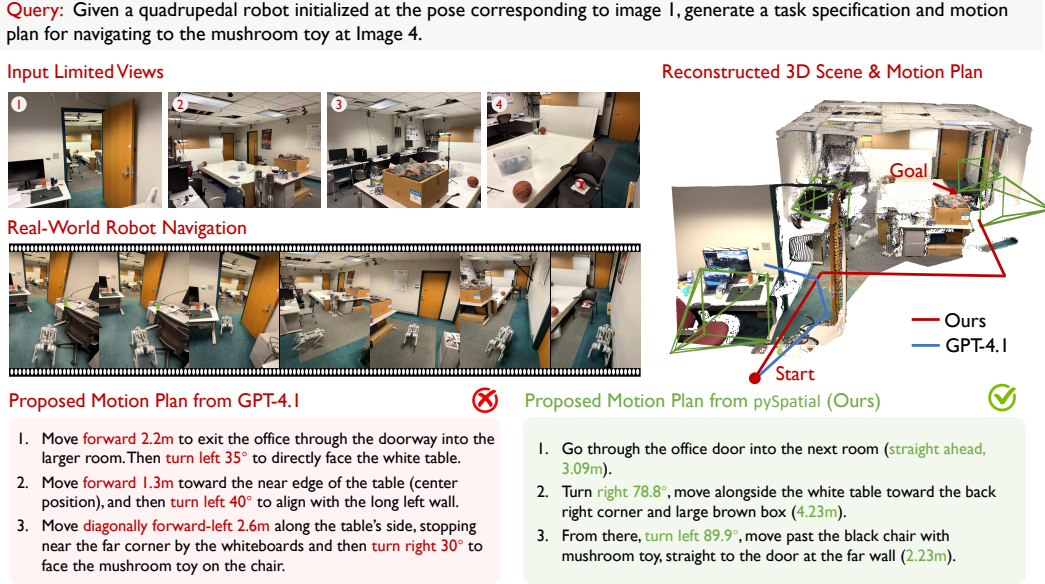 Query: Given a quadrupedal robot initialized at the pose corresponding to image 1, generate a task specification and motion
plan for navigating to the mushroom toy at Image 4.
Input Limited Views
1
2
3
4
Real-World Robot Navigation
Reconstructed 3D Scene & Motion Plan
Goal
Ours
GPT-4.1
Start
Proposed Motion Plan from GPT-4.1
1. Move forward 2.2m to exit the office through the doorway into the
larger room. Then turn left 35° to directly face the white table.
2. Move forward 1.3m toward the near edge of the table (center
position), and then turn left 40° to align with the long left wall.
3. Move diagonally forward-left 2.6m along the table's side, stopping
near the far corner by the whiteboards and then turn right 30° to
face the mushroom toy on the chair.
Proposed Motion Plan from pySpatial (Ours)
1. Go through the office door into the next room (straight ahead,
3.09m).
2. Turn right 78.8°, move alongside the white table toward the back
right corner and large brown box (4.23m).
3. From there, turn left 89.9°, move past the black chair with
mushroom toy, straight to the door at the far wall (2.23m).